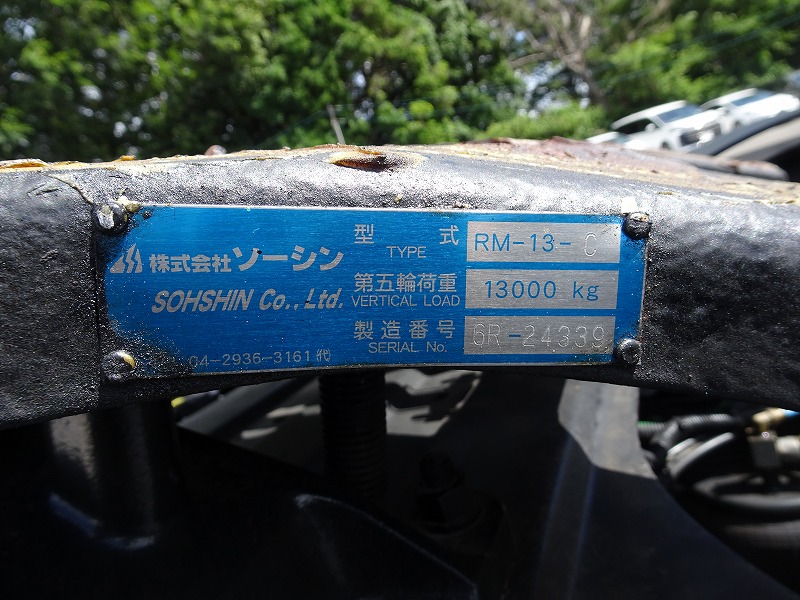 株式会社ソーシン
SOHSHIN Co., Ltd.
04-2936-3161代
型式 RM-13-C
TYPE
第五輪荷重 13000 kg
VERTICAL LOAD
製造番号 6R-24339
SERIAL No.